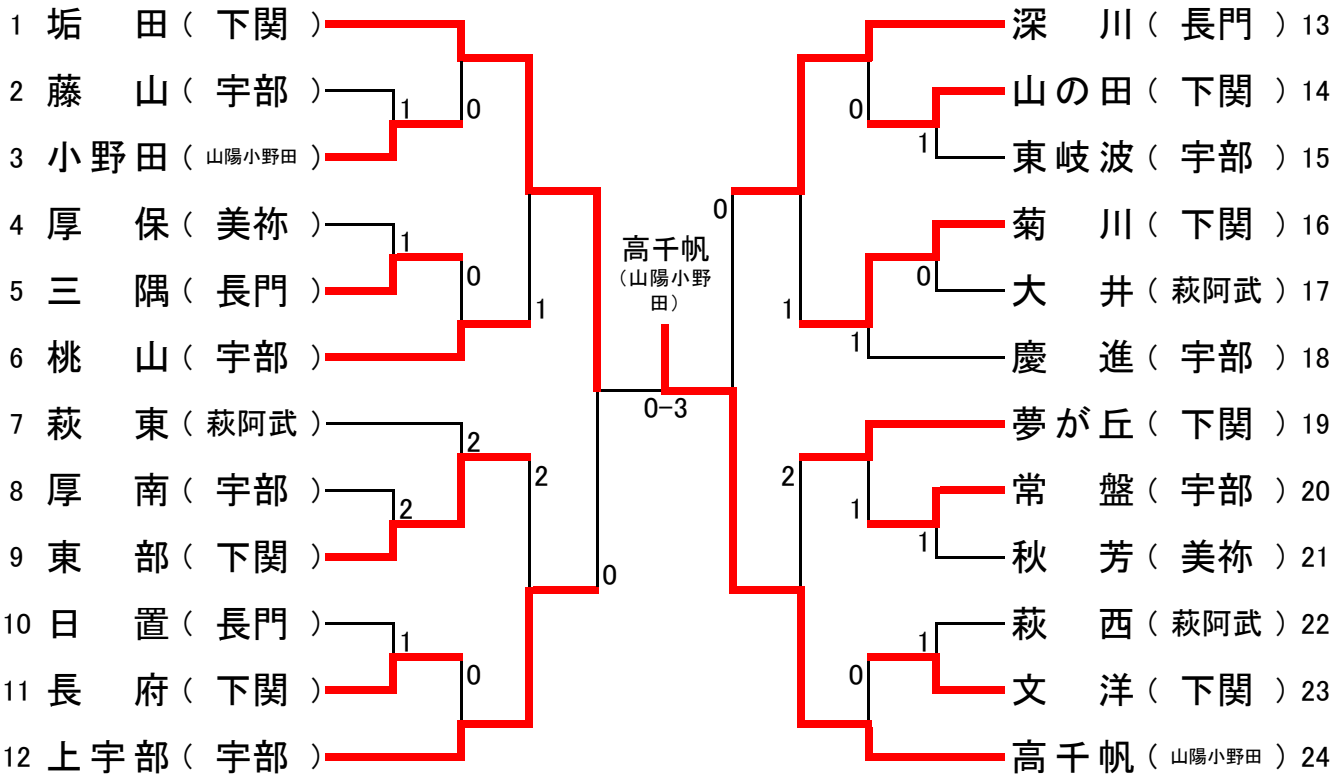 1 垢田（下関）
2 藤山（宇部）
3 小野田（山陽小野田）
4 厚保（美祢）
5 三隅（長門）
6 桃山（宇部）
7 萩東（萩阿武）
8 厚南（宇部）
9 東部（下関）
10 日置（長門）
11 長府（下関）
12 上宇部（宇部）
1
0
1
0
1
2
2
2
1
0
0
高千帆
（山陽小野
田）
0-3
0
0
1
1
0
1
2
1
1
1
0
深川（長門）13
山の田（下関）14
東岐波（宇部）15
菊川（下関）16
大井（萩阿武）17
慶進（宇部）18
夢が丘（下関）19
常盤（宇部）20
秋芳（美祢）21
萩西（萩阿武）22
文洋（下関）23
高千帆（山陽小野田）24